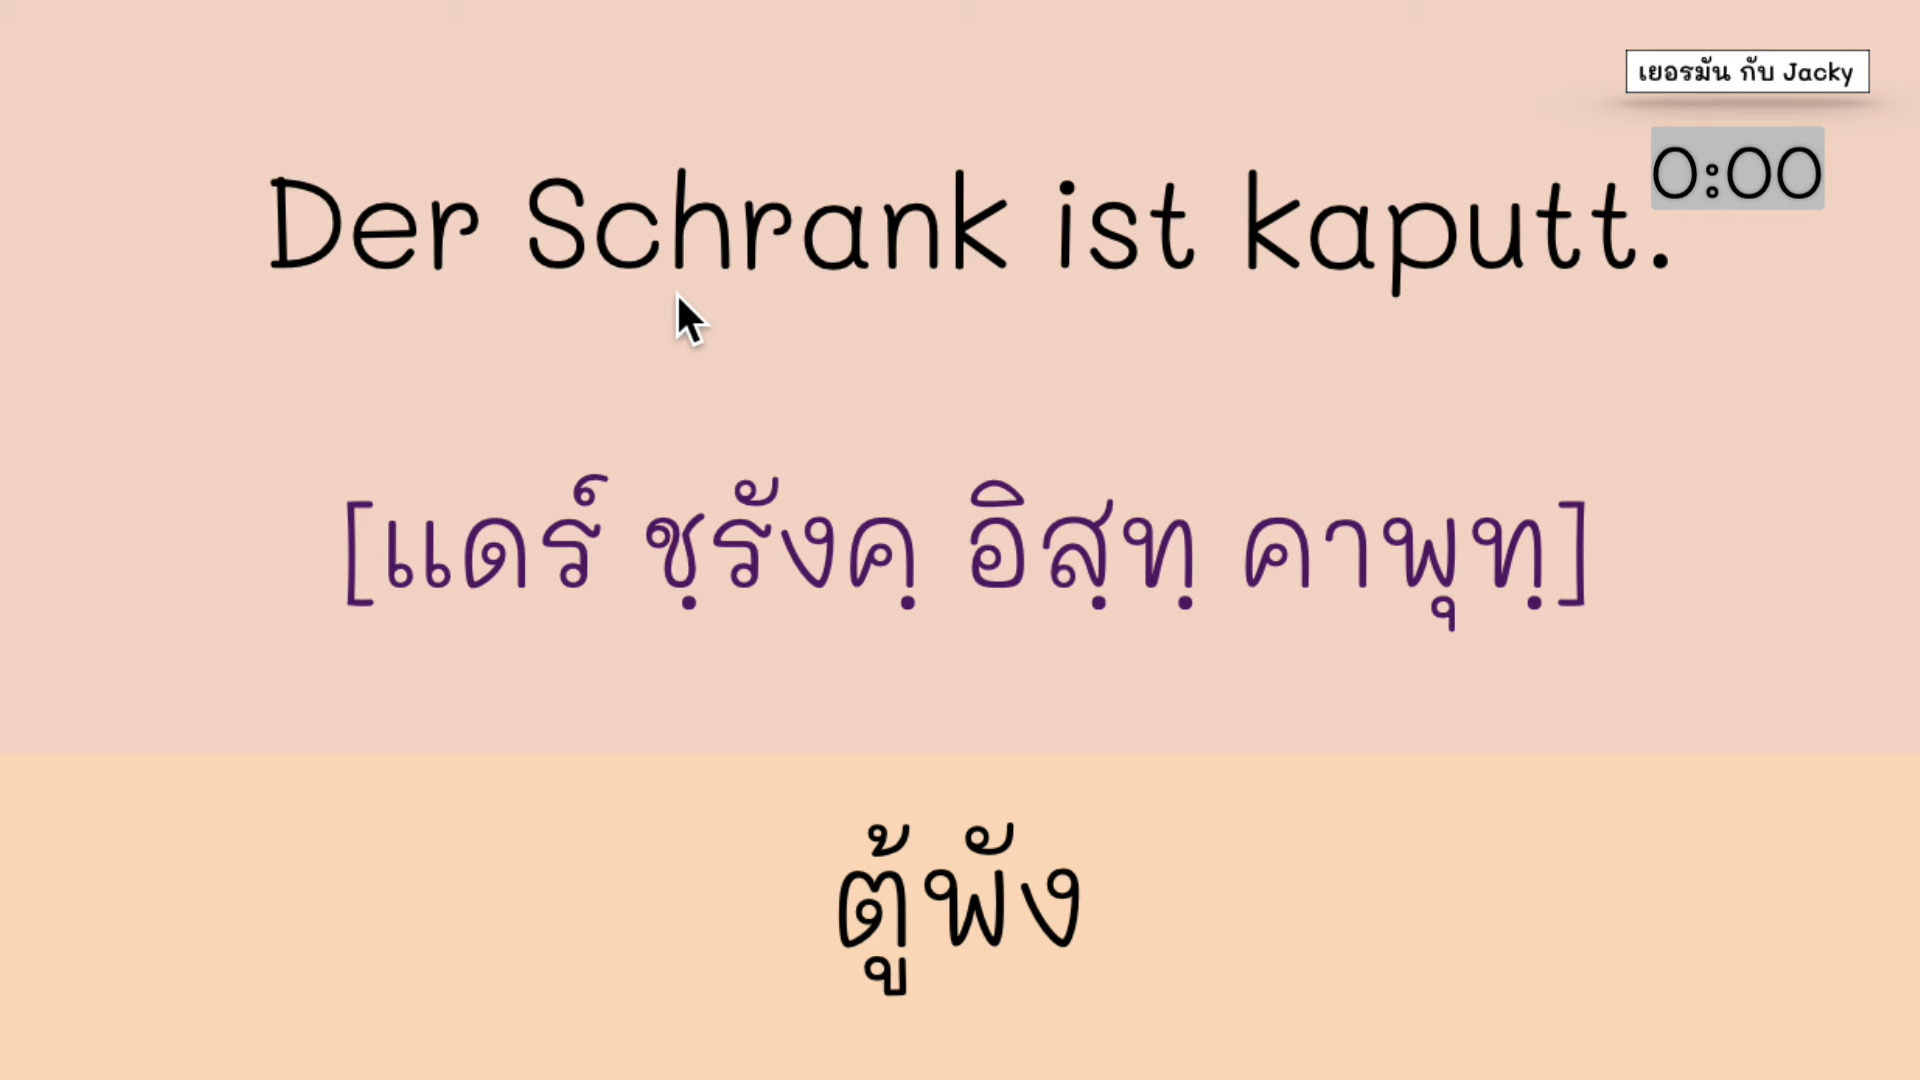 เยอรมัน กับ Jacky
0:00
Der Schrank ist kaputt.
[แดร์ ชฺรังคฺ อิสฺทฺ คาพุทฺ]
ตู้พัง